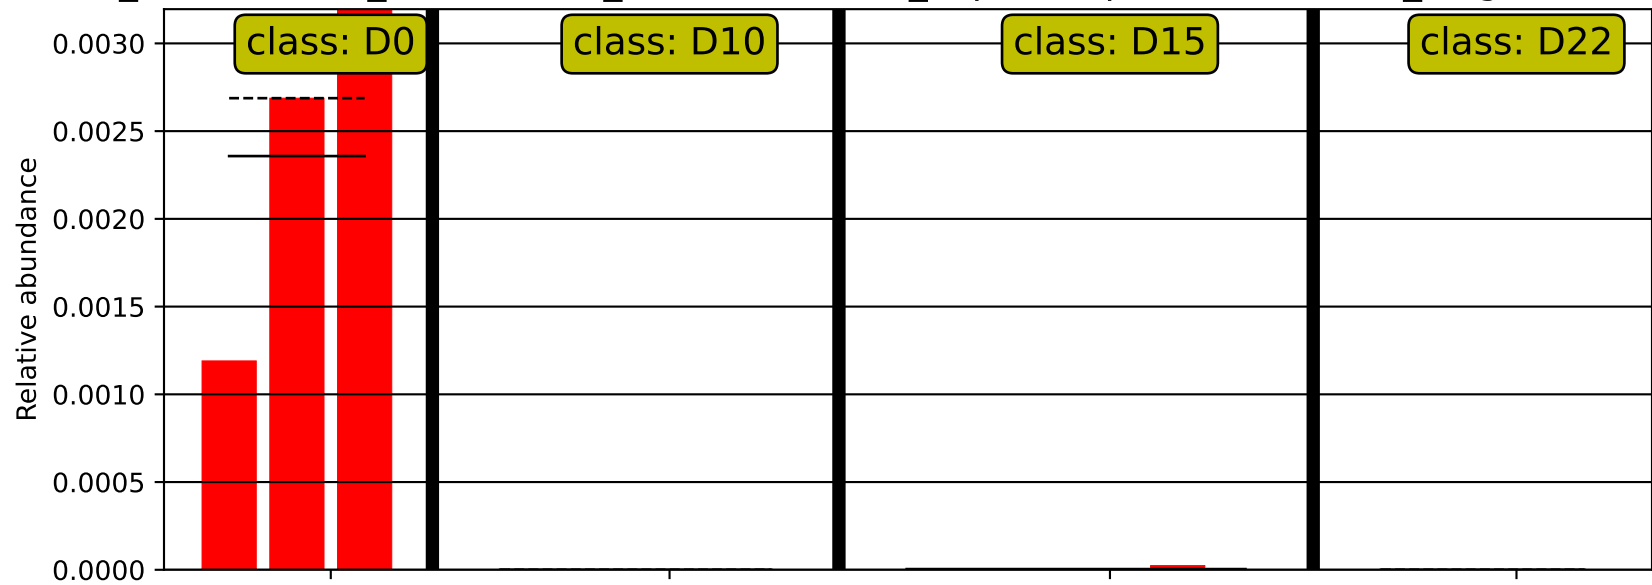 class: D0
class: D10
class: D15
class: D22
0.0030
0.0025
0.0020
0.0015
0.0010
0.0005
0.0000
Relative abundance